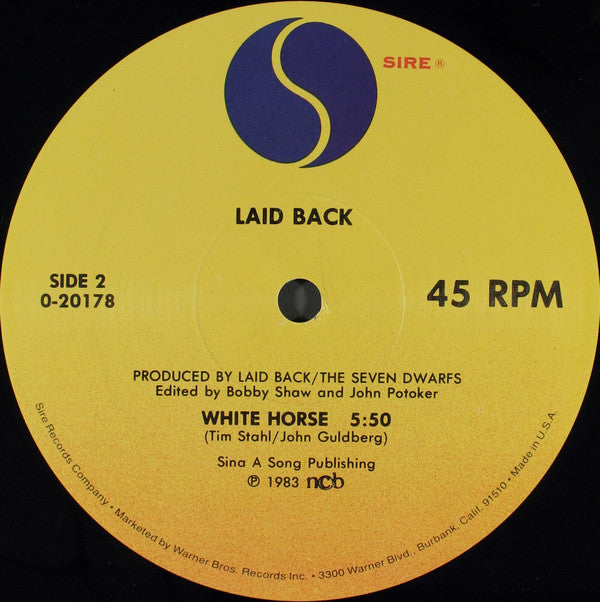 SIRE ®
LAID BACK
SIDE 2
0-20178
45 RPM
PRODUCED BY LAID BACK/THE SEVEN DWARFS
Edited by Bobby Shaw and John Potoker
WHITE HORSE 5:50
(Tim Stahl/John Guldberg)
Sing A Song Publishing
℗ 1983 ncb
Sire Records Company • Marketed by Warner Bros. Records Inc. • 3300 Warner Blvd., Burbank, Calif. 91510 • Made in U.S.A.